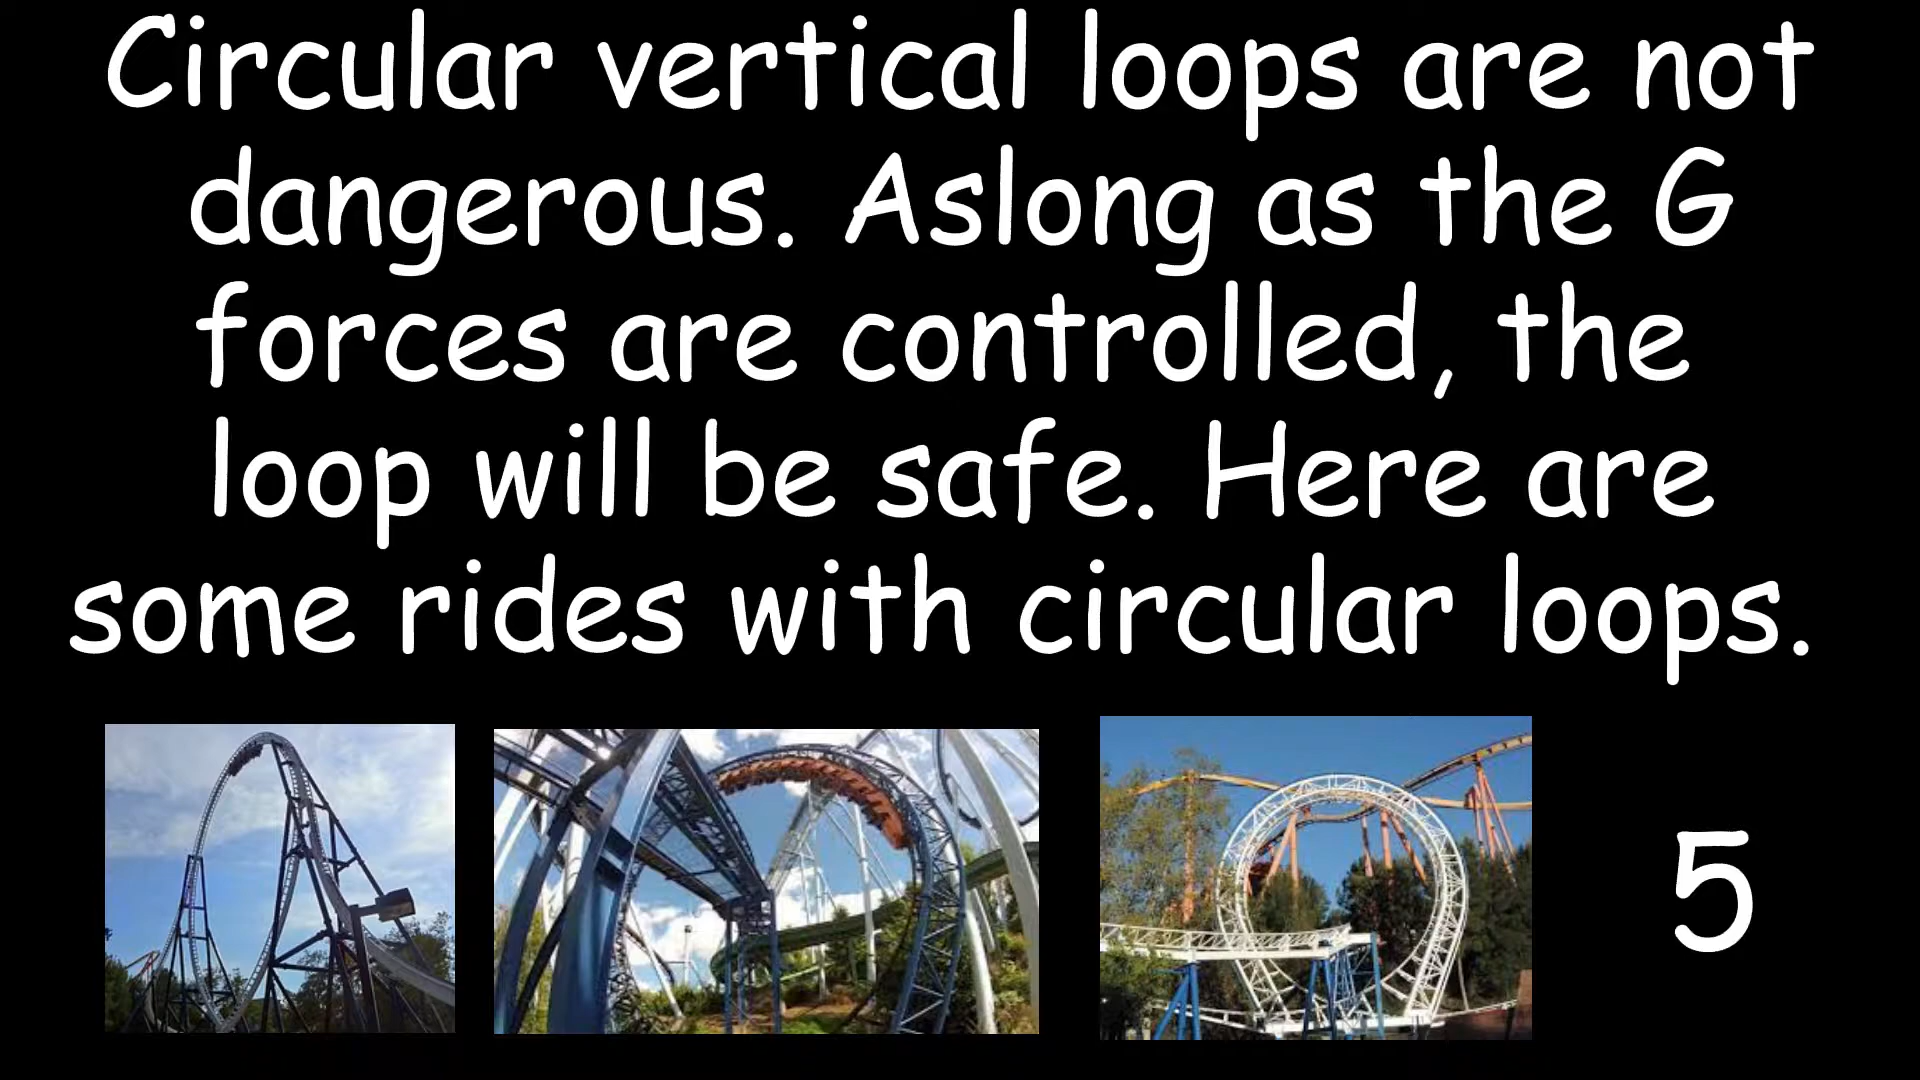 Circular vertical loops are not
dangerous. Aslong as the G
forces are controlled, the
loop will be safe. Here are
some rides with circular loops.
5